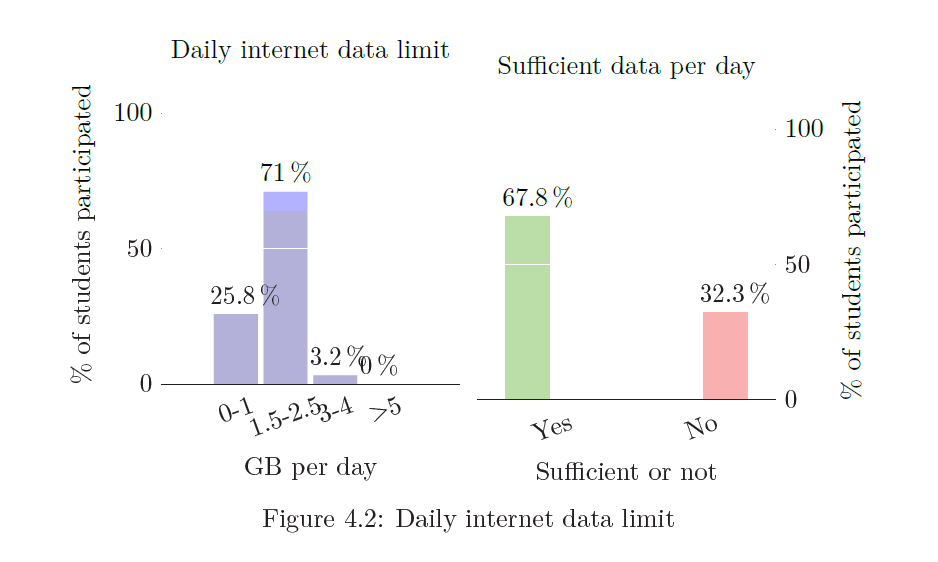 Daily internet data limit
% of students participated
100
50
0
25.8 %
71 %
3.2 %
0 %
0-1
1.5-2.5
3-4
>5
GB per day
Sufficient data per day
67.8 %
32.3 %
100
50
0
% of students participated
Yes
No
Sufficient or not
Figure 4.2: Daily internet data limit